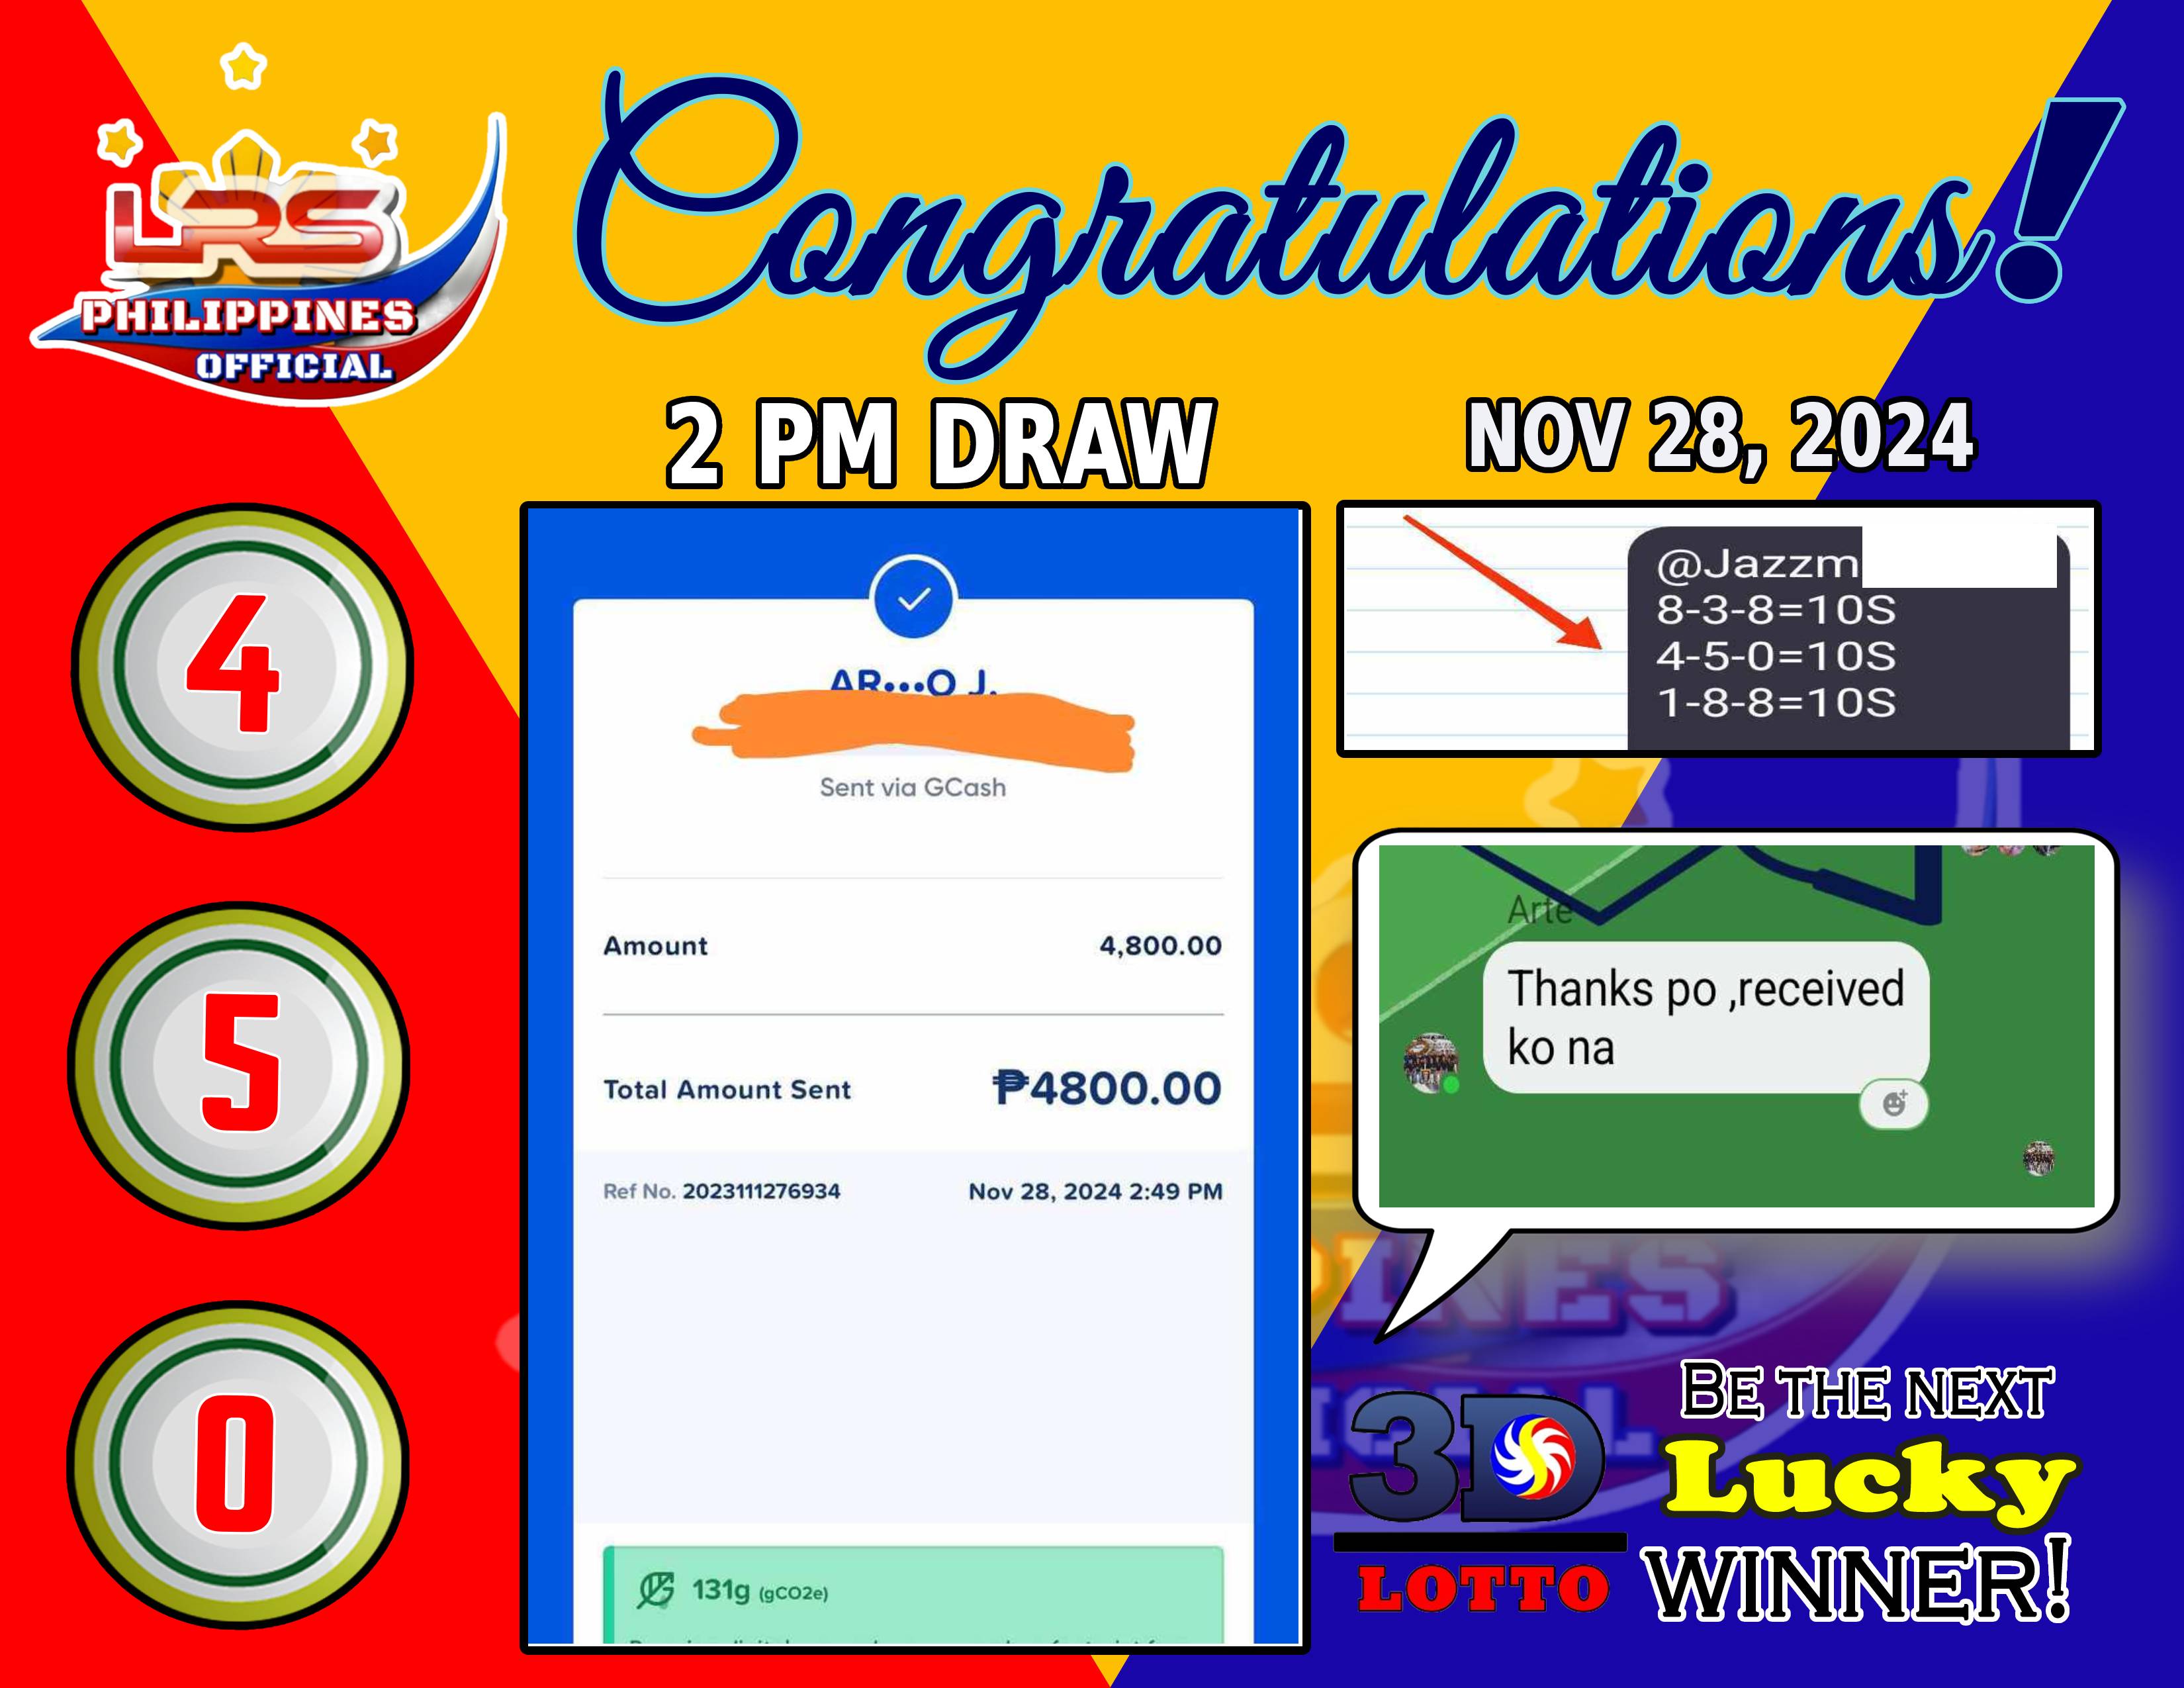 LRS
PHILIPPINES
OFFICIAL
Congratulations!
2 PM DRAW
NOV 28, 2024
4
5
0
AR•••O J.
Sent via GCash
Amount 4,800.00
Total Amount Sent ₱4800.00
Ref No. 2023111276934 Nov 28, 2024 2:49 PM
131g (gCO2e)
@Jazzm
8-3-8=10S
4-5-0=10S
1-8-8=10S
Arte
Thanks po ,received
ko na
3D
LOTTO
BE THE NEXT
Lucky
WINNER!